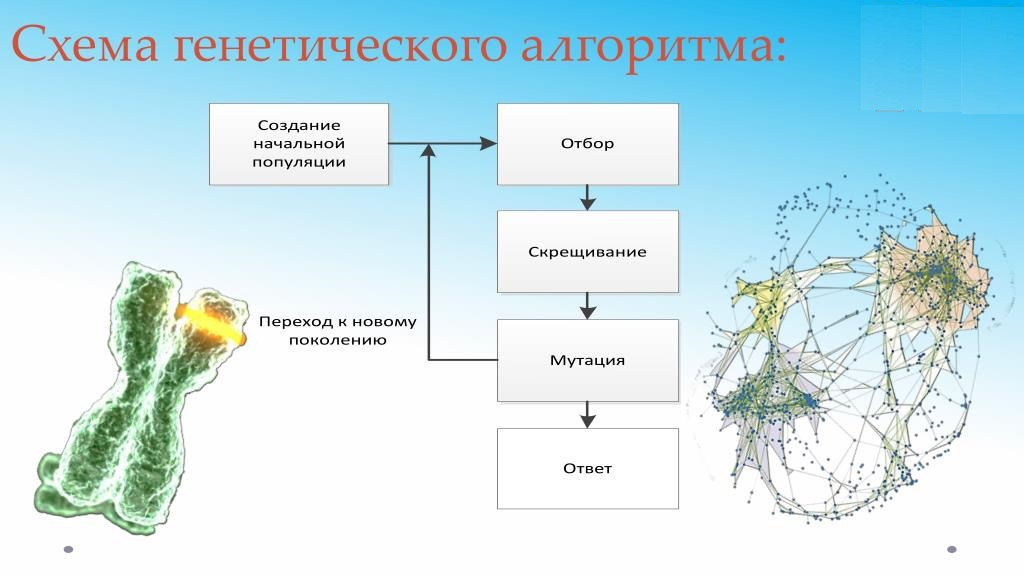 Схема генетического алгоритма:
Создание
начальной
популяции
Отбор
Скрещивание
Переход к новому
поколению
Мутация
Ответ